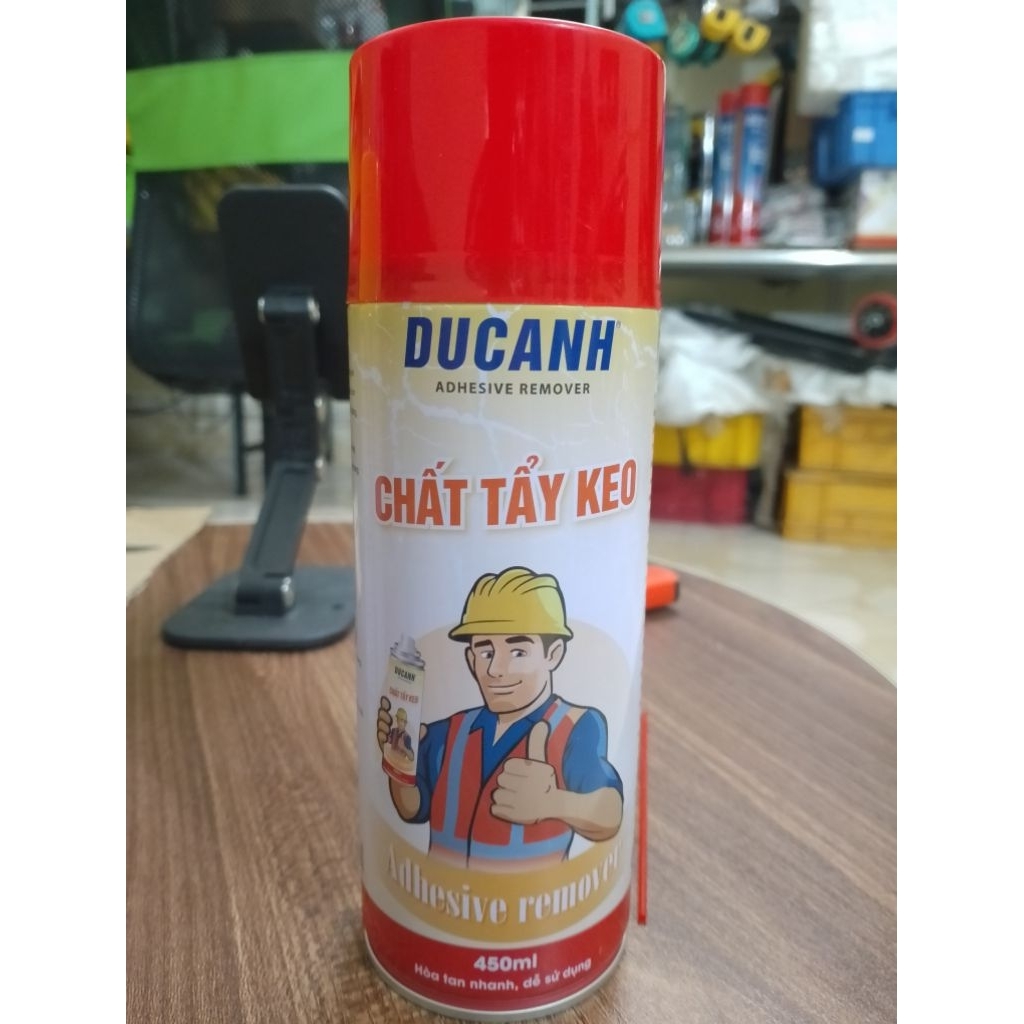 DUCANH
ADHESIVE REMOVER
CHẤT TẨY KEO
DUCANH
CHẤT TẨY KEO
Adhesive remover
450ml
Hòa tan nhanh, dễ sử dụng